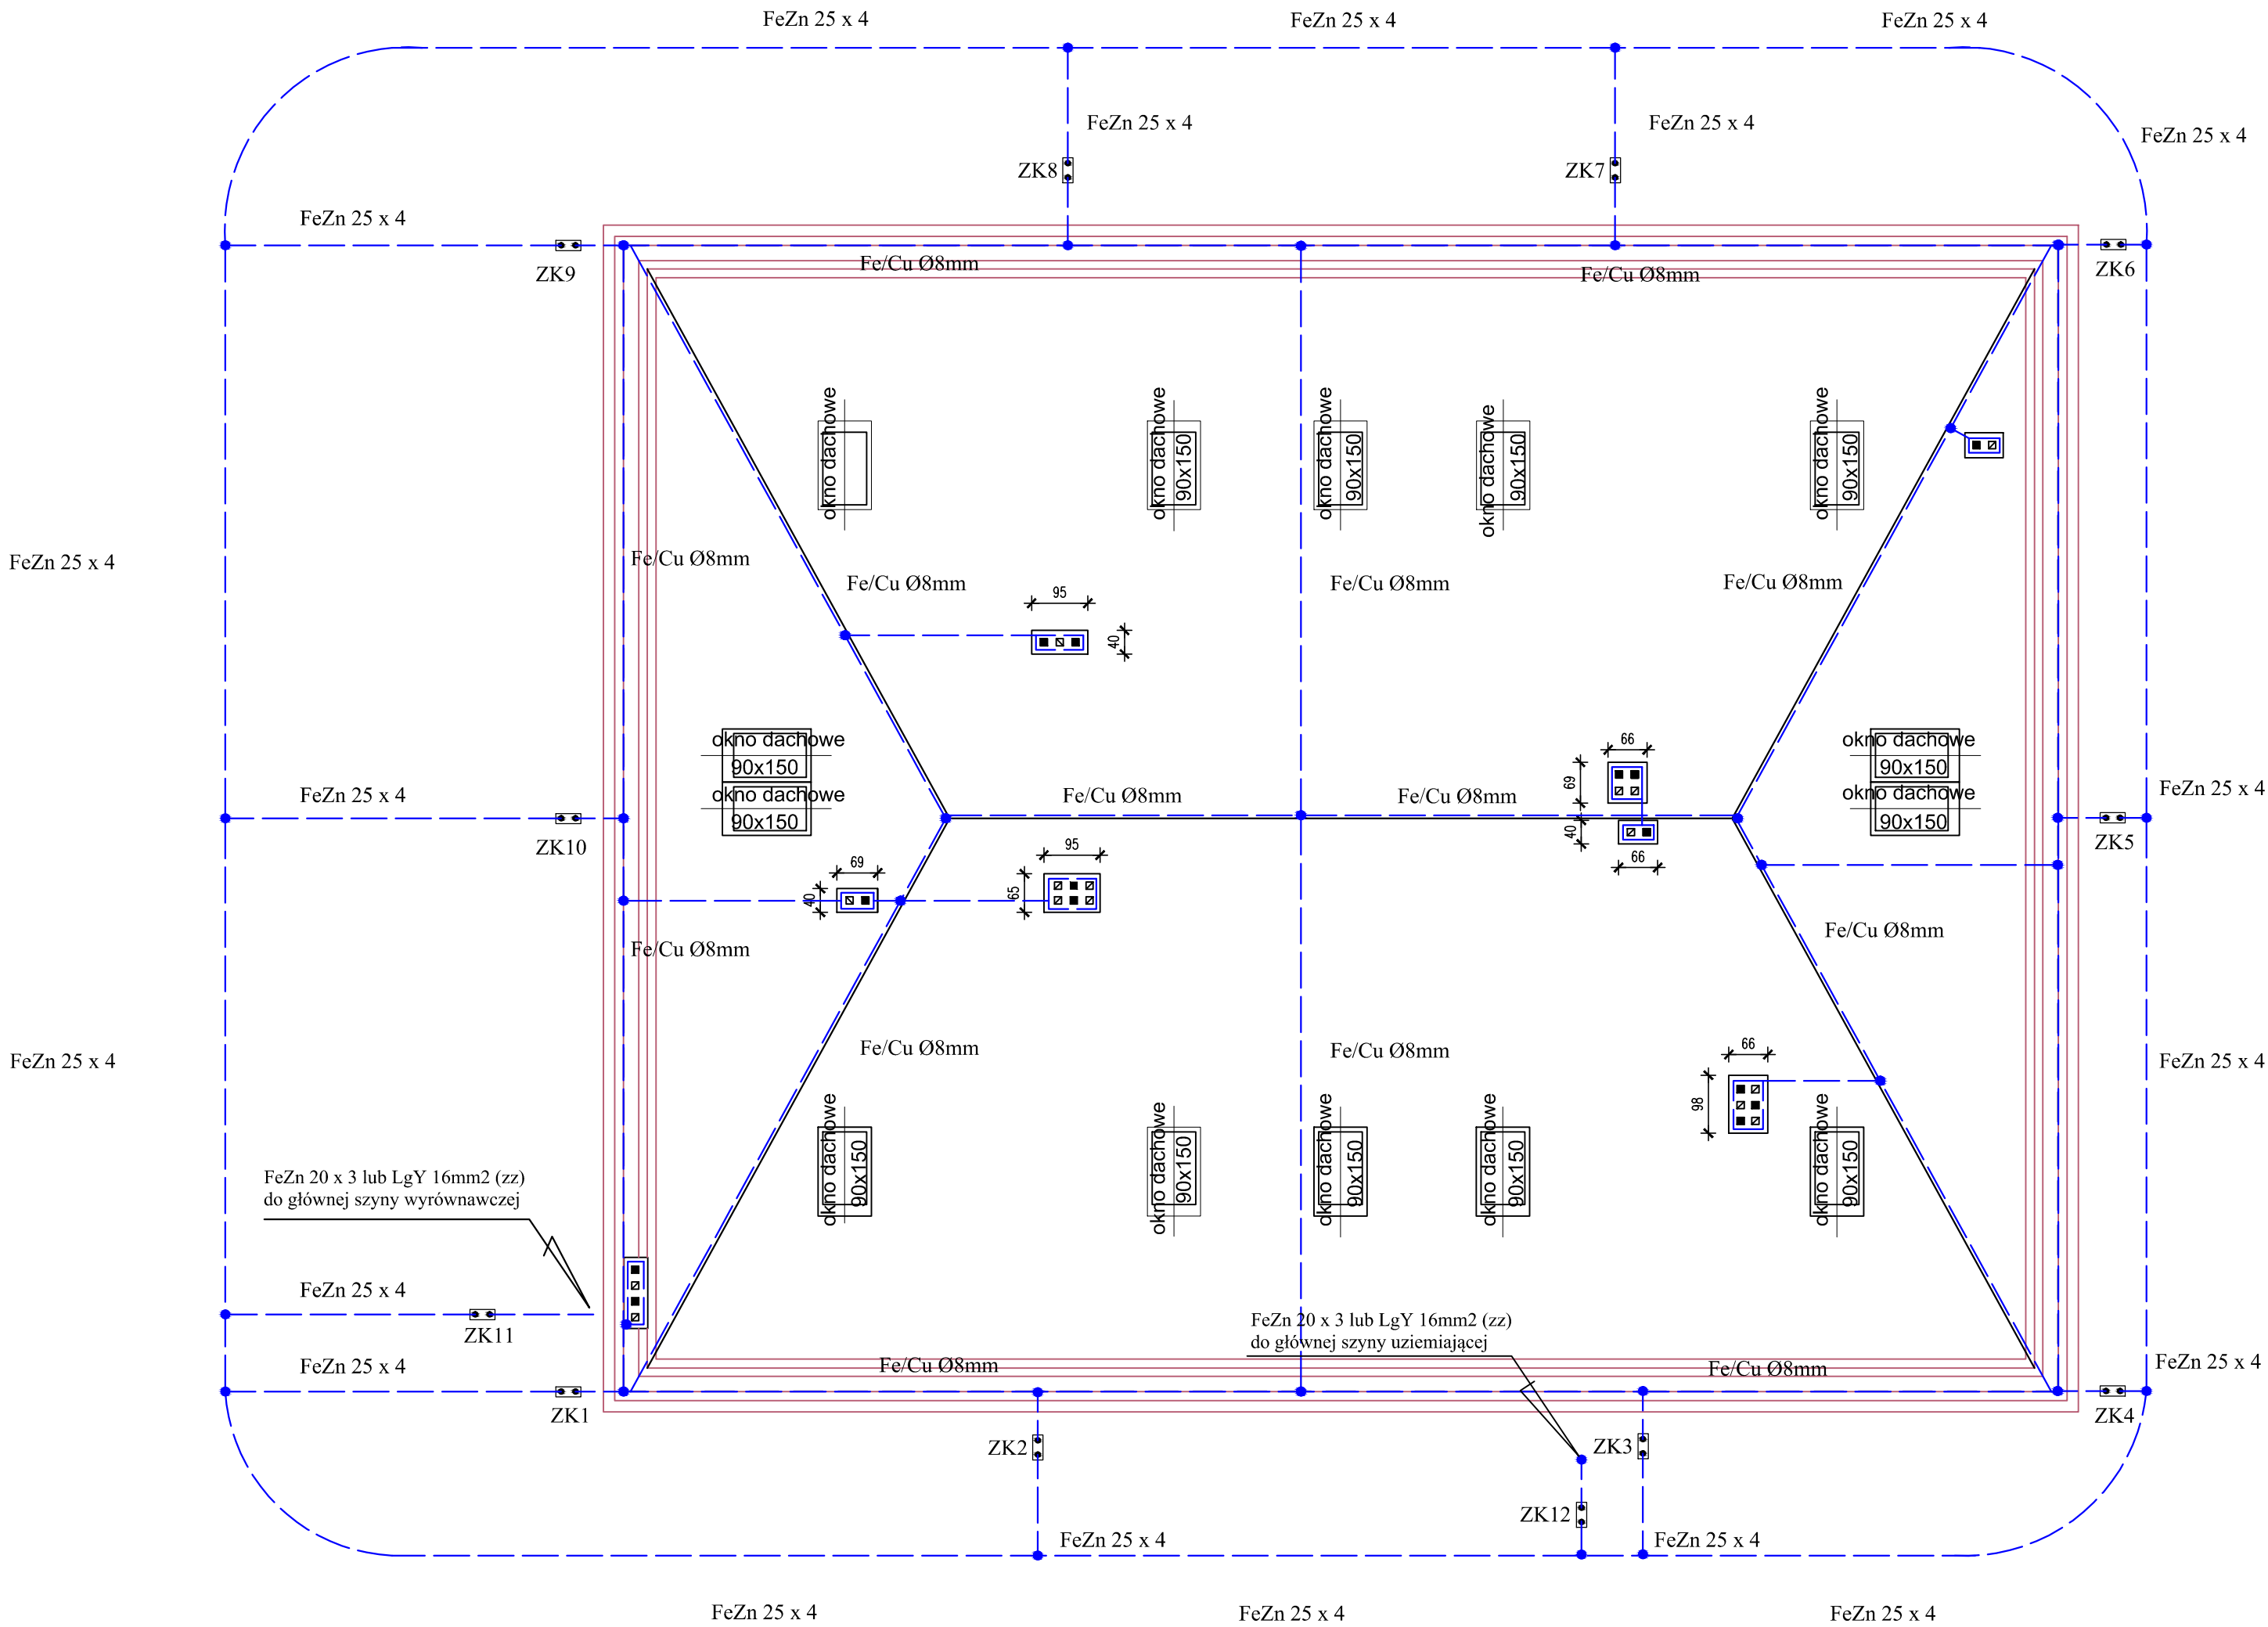 FeZn 25 x 4
FeZn 25 x 4
FeZn 25 x 4
FeZn 25 x 4
FeZn 25 x 4
FeZn 25 x 4
ZK8
ZK7
FeZn 25 x 4
ZK9
ZK6
Fe/Cu Ø8mm
Fe/Cu Ø8mm
okno dachowe
okno dachowe
90x150
okno dachowe
90x150
okno dachowe
90x150
okno dachowe
90x150
FeZn 25 x 4
Fe/Cu Ø8mm
Fe/Cu Ø8mm
Fe/Cu Ø8mm
Fe/Cu Ø8mm
95
40
okno dachowe
90x150
okno dachowe
90x150
66
69
40
66
okno dachowe
90x150
okno dachowe
90x150
FeZn 25 x 4
Fe/Cu Ø8mm
Fe/Cu Ø8mm
FeZn 25 x 4
ZK10
ZK5
69
40
95
65
Fe/Cu Ø8mm
Fe/Cu Ø8mm
FeZn 25 x 4
Fe/Cu Ø8mm
Fe/Cu Ø8mm
66
98
FeZn 25 x 4
okno dachowe
90x150
okno dachowe
90x150
okno dachowe
90x150
okno dachowe
90x150
okno dachowe
90x150
FeZn 20 x 3 lub LgY 16mm2 (zz)
do głównej szyny wyrównawczej
FeZn 25 x 4
ZK11
FeZn 20 x 3 lub LgY 16mm2 (zz)
do głównej szyny uziemiającej
FeZn 25 x 4
Fe/Cu Ø8mm
Fe/Cu Ø8mm
FeZn 25 x 4
ZK1
ZK4
ZK2
ZK3
ZK12
FeZn 25 x 4
FeZn 25 x 4
FeZn 25 x 4
FeZn 25 x 4
FeZn 25 x 4